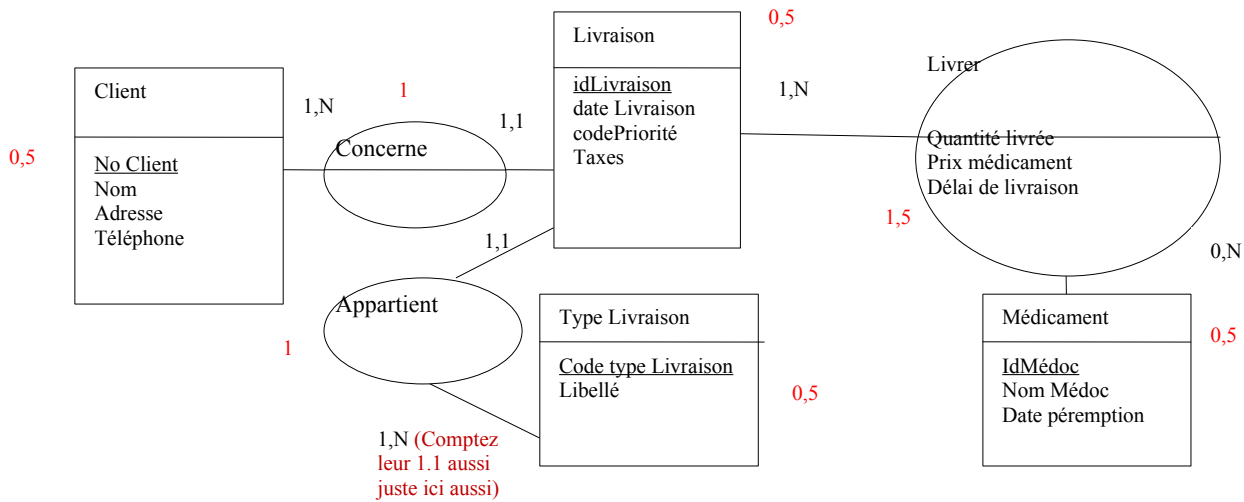 Client
No Client
Nom
Adresse
Téléphone
0,5
1,N
1
Concerne
1,1
Livraison
idLivraison
date Livraison
codePriorité
Taxes
0,5
1,N
Livrer
Quantité livrée
Prix médicament
Délai de livraison
1,5
0,N
1,1
Appartient
1
1,N (Comptez
leur 1.1 aussi
juste ici aussi)
Type Livraison
Code type Livraison
Libellé
0,5
Médicament
IdMédoc
Nom Médoc
Date péremption
0,5